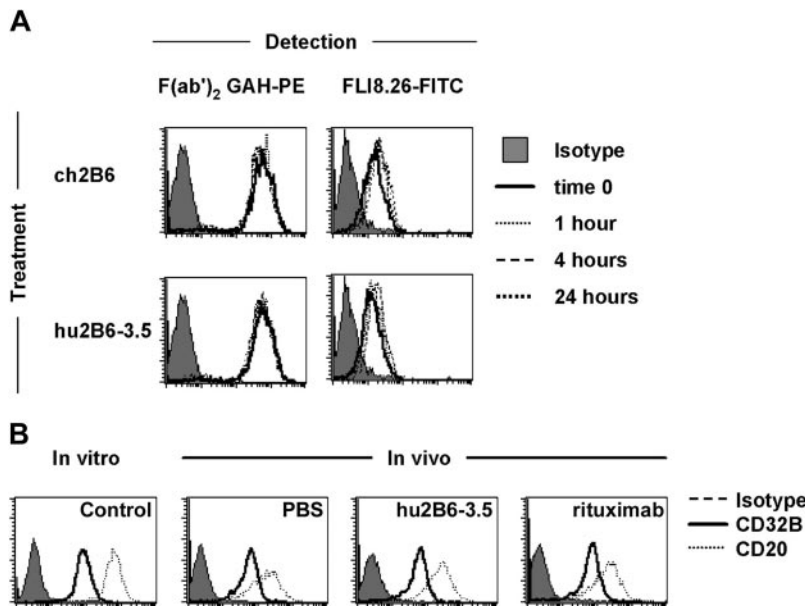 A
Detection
F(ab')2 GAH-PE FLI8.26-FITC
Treatment
ch2B6
hu2B6-3.5
Isotype
time 0
1 hour
4 hours
24 hours
B
In vitro In vivo
Control PBS hu2B6-3.5 rituximab
Isotype
CD32B
CD20